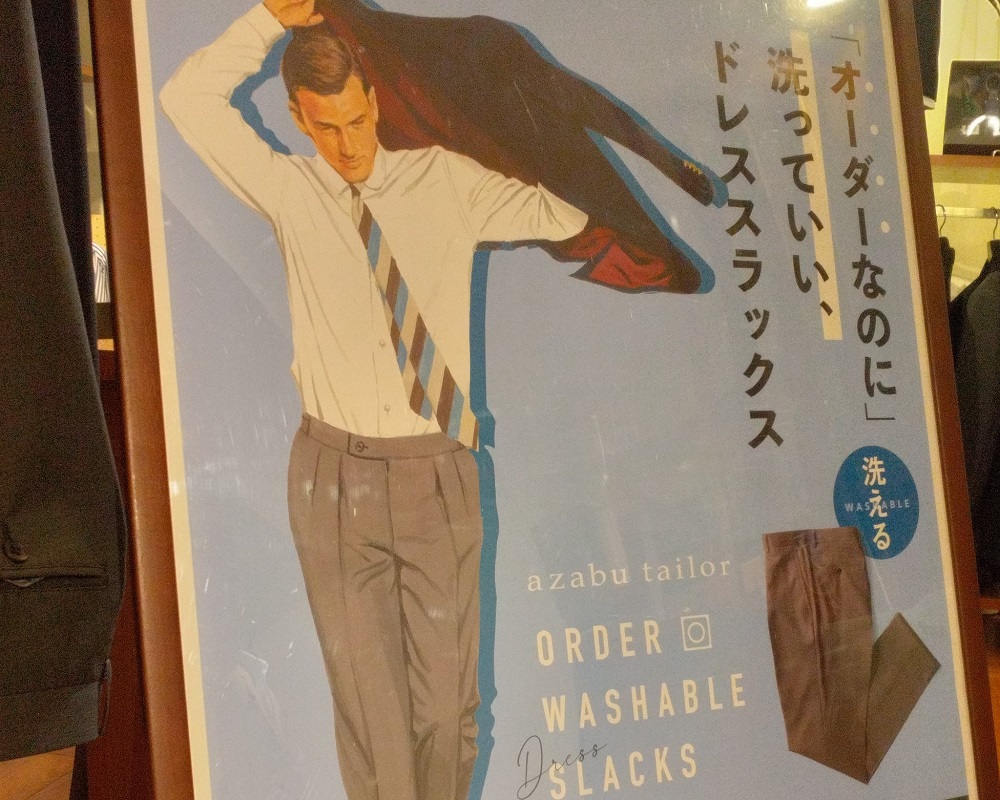 「オーダーなのに」
洗っていい、
ドレススラックス
洗える
WASHABLE
azabu tailor
ORDER
WASHABLE
Dress
SLACKS